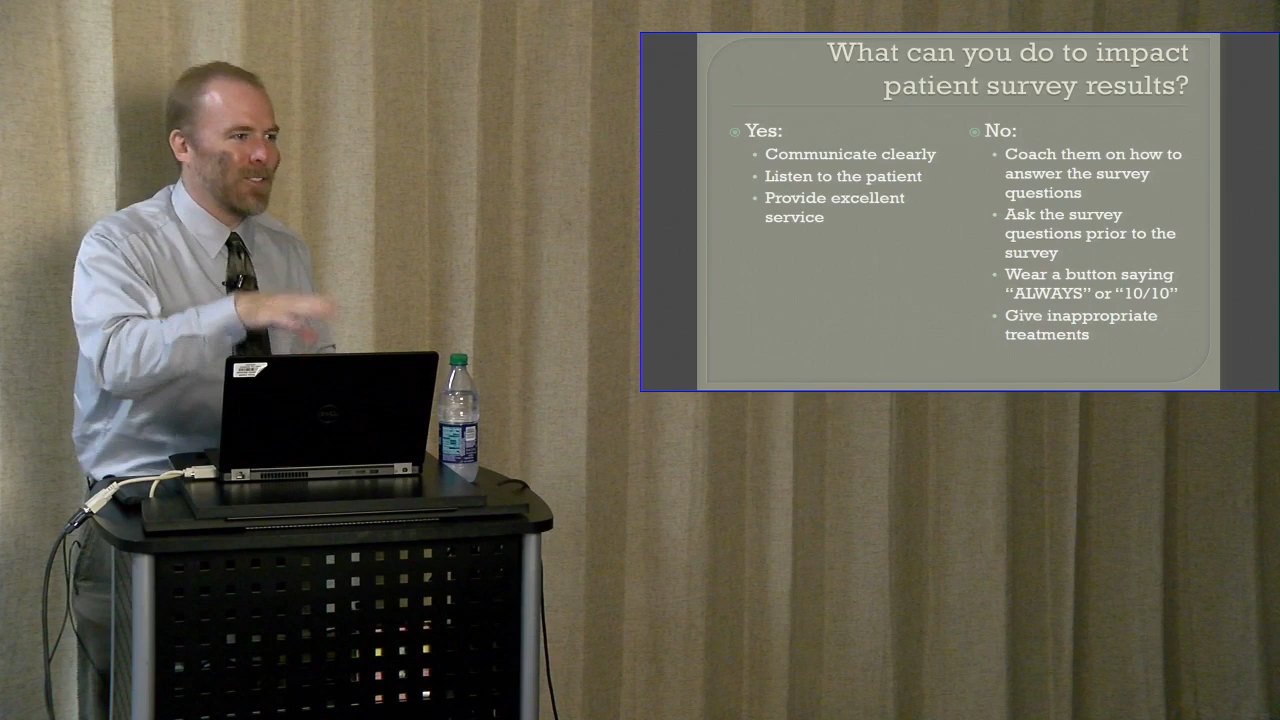 What can you do to impact
patient survey results?
Yes:
Communicate clearly
Listen to the patient
Provide excellent
service
No:
Coach them on how to
answer the survey
questions
Ask the survey
questions prior to the
survey
Wear a button saying
“ALWAYS” or “10/10”
Give inappropriate
treatments
DELL